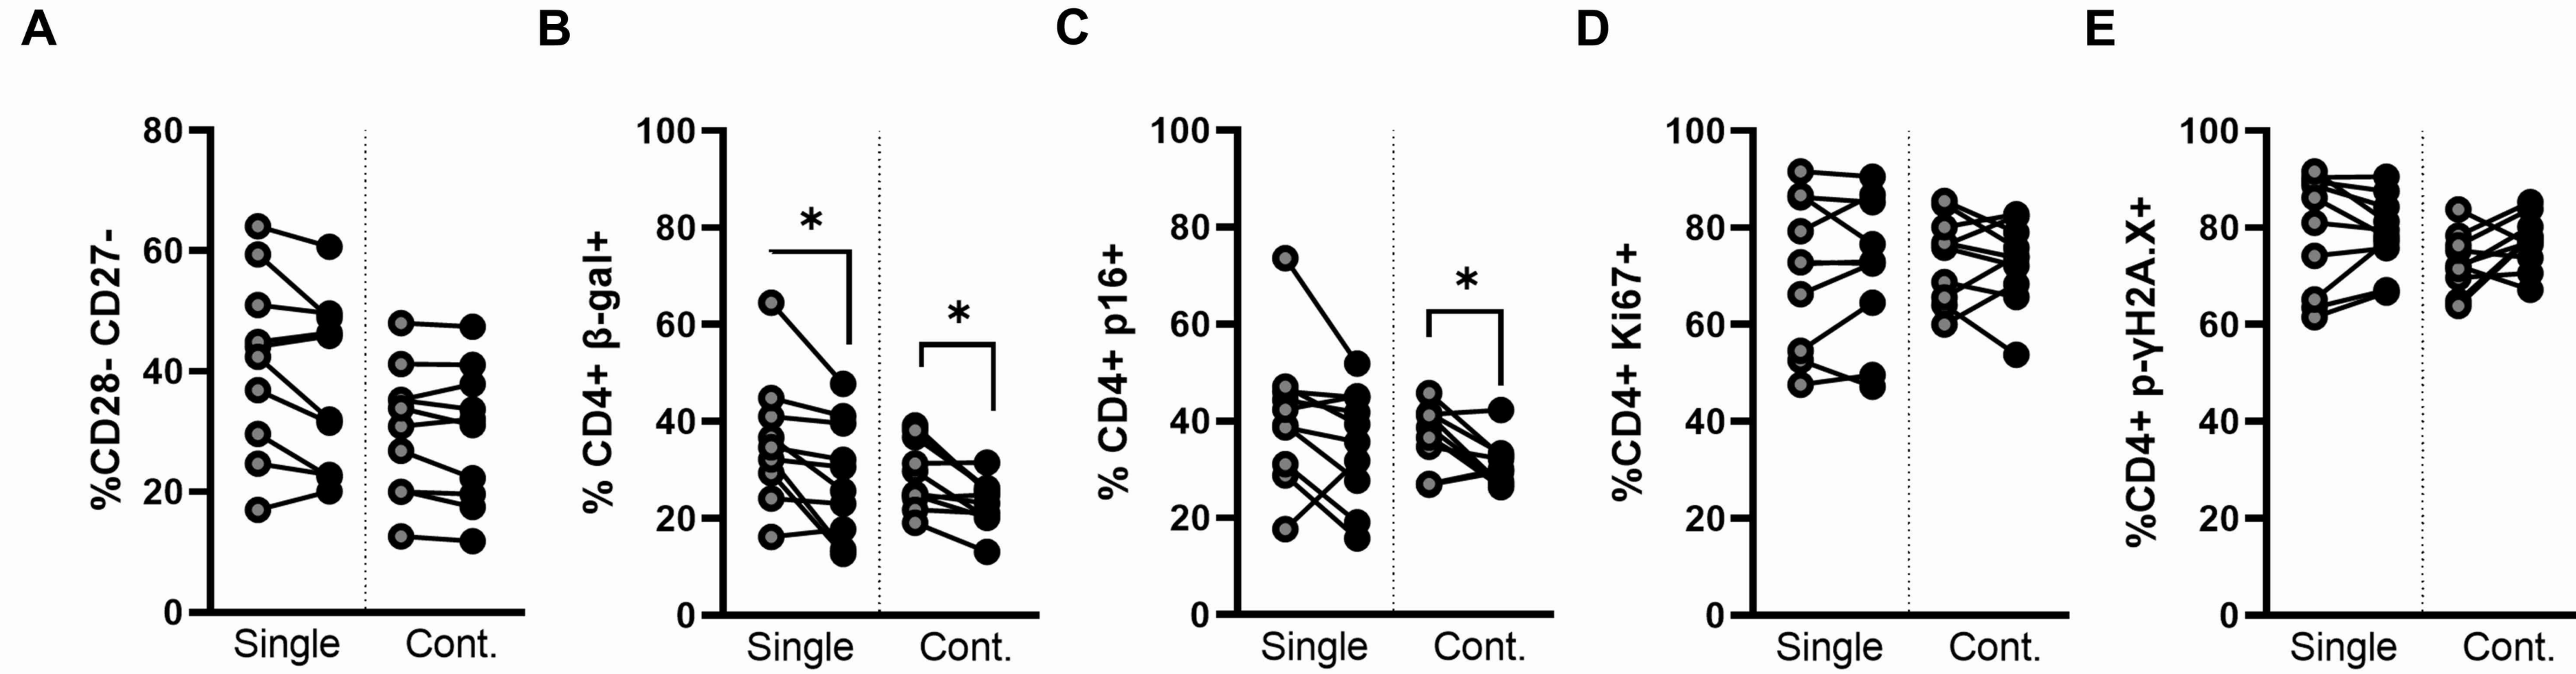 A
B
C
D
E
%CD28- CD27-
80
60
40
20
0
Single
Cont.
% CD4+ β-gal+
100
80
60
40
20
0
*
*
Single
Cont.
% CD4+ p16+
100
80
60
40
20
0
*
Single
Cont.
%CD4+ Ki67+
100
80
60
40
20
0
Single
Cont.
%CD4+ p-γH2A.X+
100
80
60
40
20
0
Single
Cont.